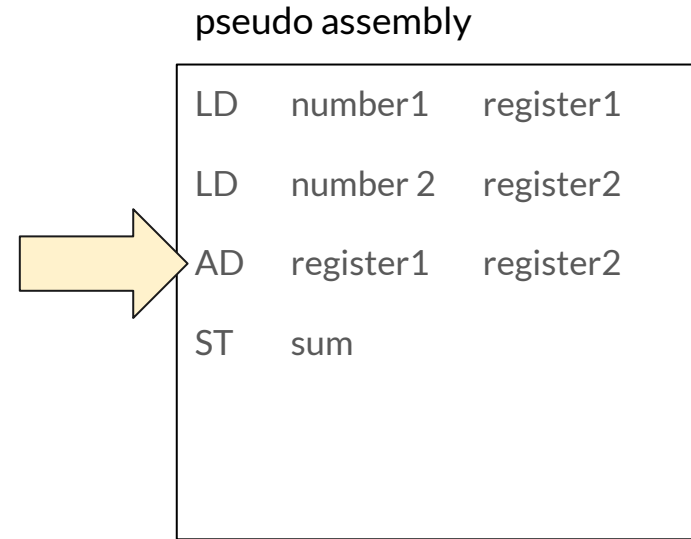 pseudo assembly
LD number1 register1
LD number 2 register2
AD register1 register2
ST sum